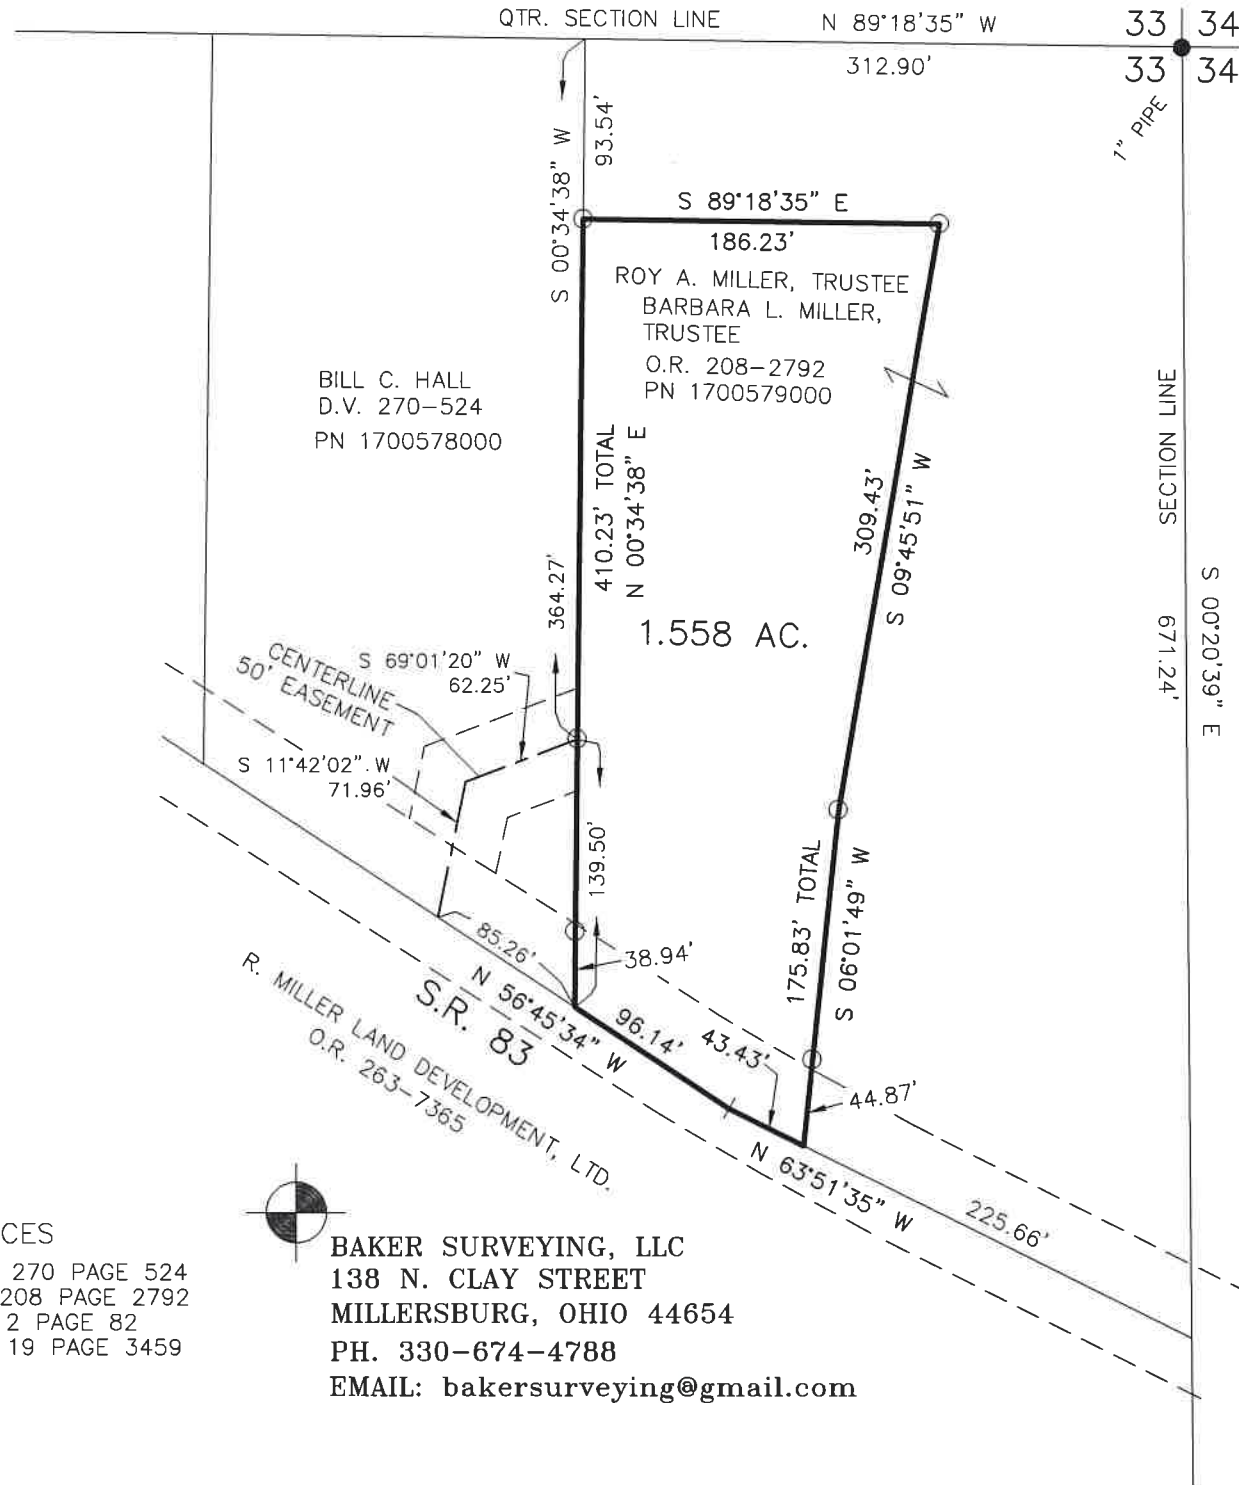 QTR. SECTION LINE N 89°18'35" W
33 34
312.90'
33 34
1" PIPE
S 00°34'38" W
93.54'
S 89°18'35" E
186.23'
ROY A. MILLER, TRUSTEE
BARBARA L. MILLER,
TRUSTEE
O.R. 208-2792
PN 1700579000
BILL C. HALL
D.V. 270-524
PN 1700578000
410.23' TOTAL
N 00°34'38" E
309.43'
S 09°45'51" W
SECTION LINE 671.24'
S 00°20'39" E
364.27'
1.558 AC.
CENTERLINE
50' EASEMENT
S 69°01'20" W
62.25'
S 11°42'02" W
71.96'
139.50'
175.83' TOTAL
S 06°01'49" W
85.26'
38.94'
N 56°45'34" W
96.14'
43.43'
44.87'
S.R. 83
R. MILLER LAND DEVELOPMENT, LTD.
O.R. 263-7365
N 63°51'35" W
225.66'
CES
270 PAGE 524
208 PAGE 2792
2 PAGE 82
19 PAGE 3459
BAKER SURVEYING, LLC
138 N. CLAY STREET
MILLERSBURG, OHIO 44654
PH. 330-674-4788
EMAIL: bakersurveying@gmail.com